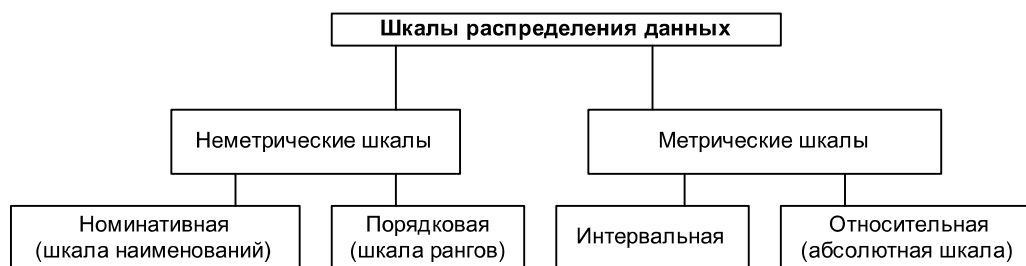 Шкалы распределения данных
Неметрические шкалы
Метрические шкалы
Номинативная
(шкала наименований)
Порядковая
(шкала рангов)
Интервальная
Относительная
(абсолютная шкала)